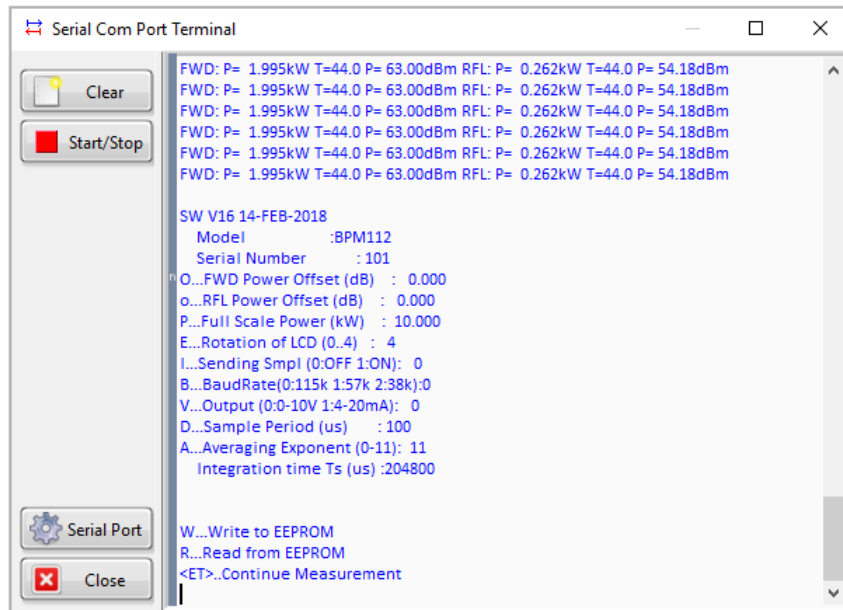 Serial Com Port Terminal
Clear
Start/Stop
FWD: P=  1.995kW T=44.0 P= 63.00dBm RFL: P=  0.262kW T=44.0 P= 54.18dBm
FWD: P=  1.995kW T=44.0 P= 63.00dBm RFL: P=  0.262kW T=44.0 P= 54.18dBm
FWD: P=  1.995kW T=44.0 P= 63.00dBm RFL: P=  0.262kW T=44.0 P= 54.18dBm
FWD: P=  1.995kW T=44.0 P= 63.00dBm RFL: P=  0.262kW T=44.0 P= 54.18dBm
FWD: P=  1.995kW T=44.0 P= 63.00dBm RFL: P=  0.262kW T=44.0 P= 54.18dBm
FWD: P=  1.995kW T=44.0 P= 63.00dBm RFL: P=  0.262kW T=44.0 P= 54.18dBm
SW V16 14-FEB-2018
Model :BPM112
Serial Number : 101
n
O...FWD Power Offset (dB) : 0.000
o...RFL Power Offset (dB) : 0.000
P...Full Scale Power (kW) : 10.000
E...Rotation of LCD (0..4) : 4
I...Sending Smpl (0:OFF 1:ON): 0
B...BaudRate(0:115k 1:57k 2:38k):0
V...Output (0:0-10V 1:4-20mA): 0
D...Sample Period (us) : 100
A...Averaging Exponent (0-11): 11
Integration time Ts (us) :204800
W...Write to EEPROM
R...Read from EEPROM
<ET>..Continue Measurement
Serial Port
Close